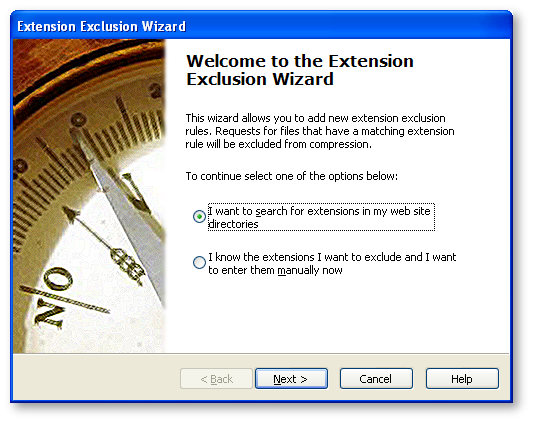 Extension Exclusion Wizard
Welcome to the Extension
Exclusion Wizard
This wizard allows you to add new extension exclusion
rules. Requests for files that have a matching extension
rule will be excluded from compression.
To continue select one of the options below:
I want to search for extensions in my web site
directories
I know the extensions I want to exclude and I want
to enter them manually now
N/O
< Back
Next >
Cancel
Help